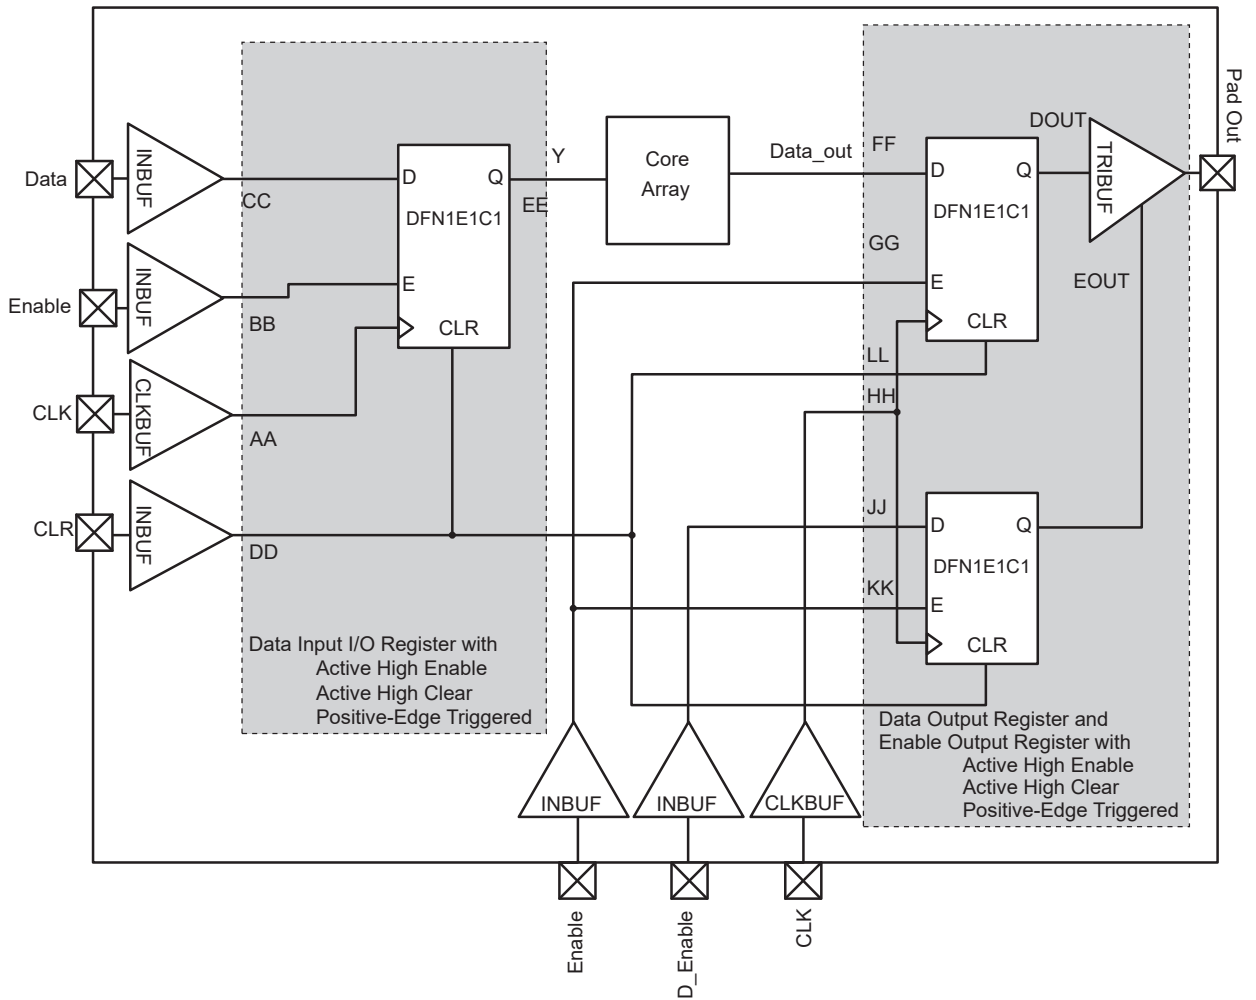 Pad Out
DOUT
Data
INBUF
CC
D
Q
DFN1E1C1
E
CLR
Y
EE
Core
Array
Data_out
FF
D
Q
DFN1E1C1
GG
E
CLR
TRIBUF
EOUT
Enable
INBUF
BB
CLK
CLKBUF
AA
LL
HH
CLR
INBUF
DD
JJ
D
Q
DFN1E1C1
KK
E
CLR
Data Input I/O Register with
Active High Enable
Active High Clear
Positive-Edge Triggered
Data Output Register and
Enable Output Register with
Active High Enable
Active High Clear
Positive-Edge Triggered
INBUF
INBUF
CLKBUF
Enable
D_Enable
CLK